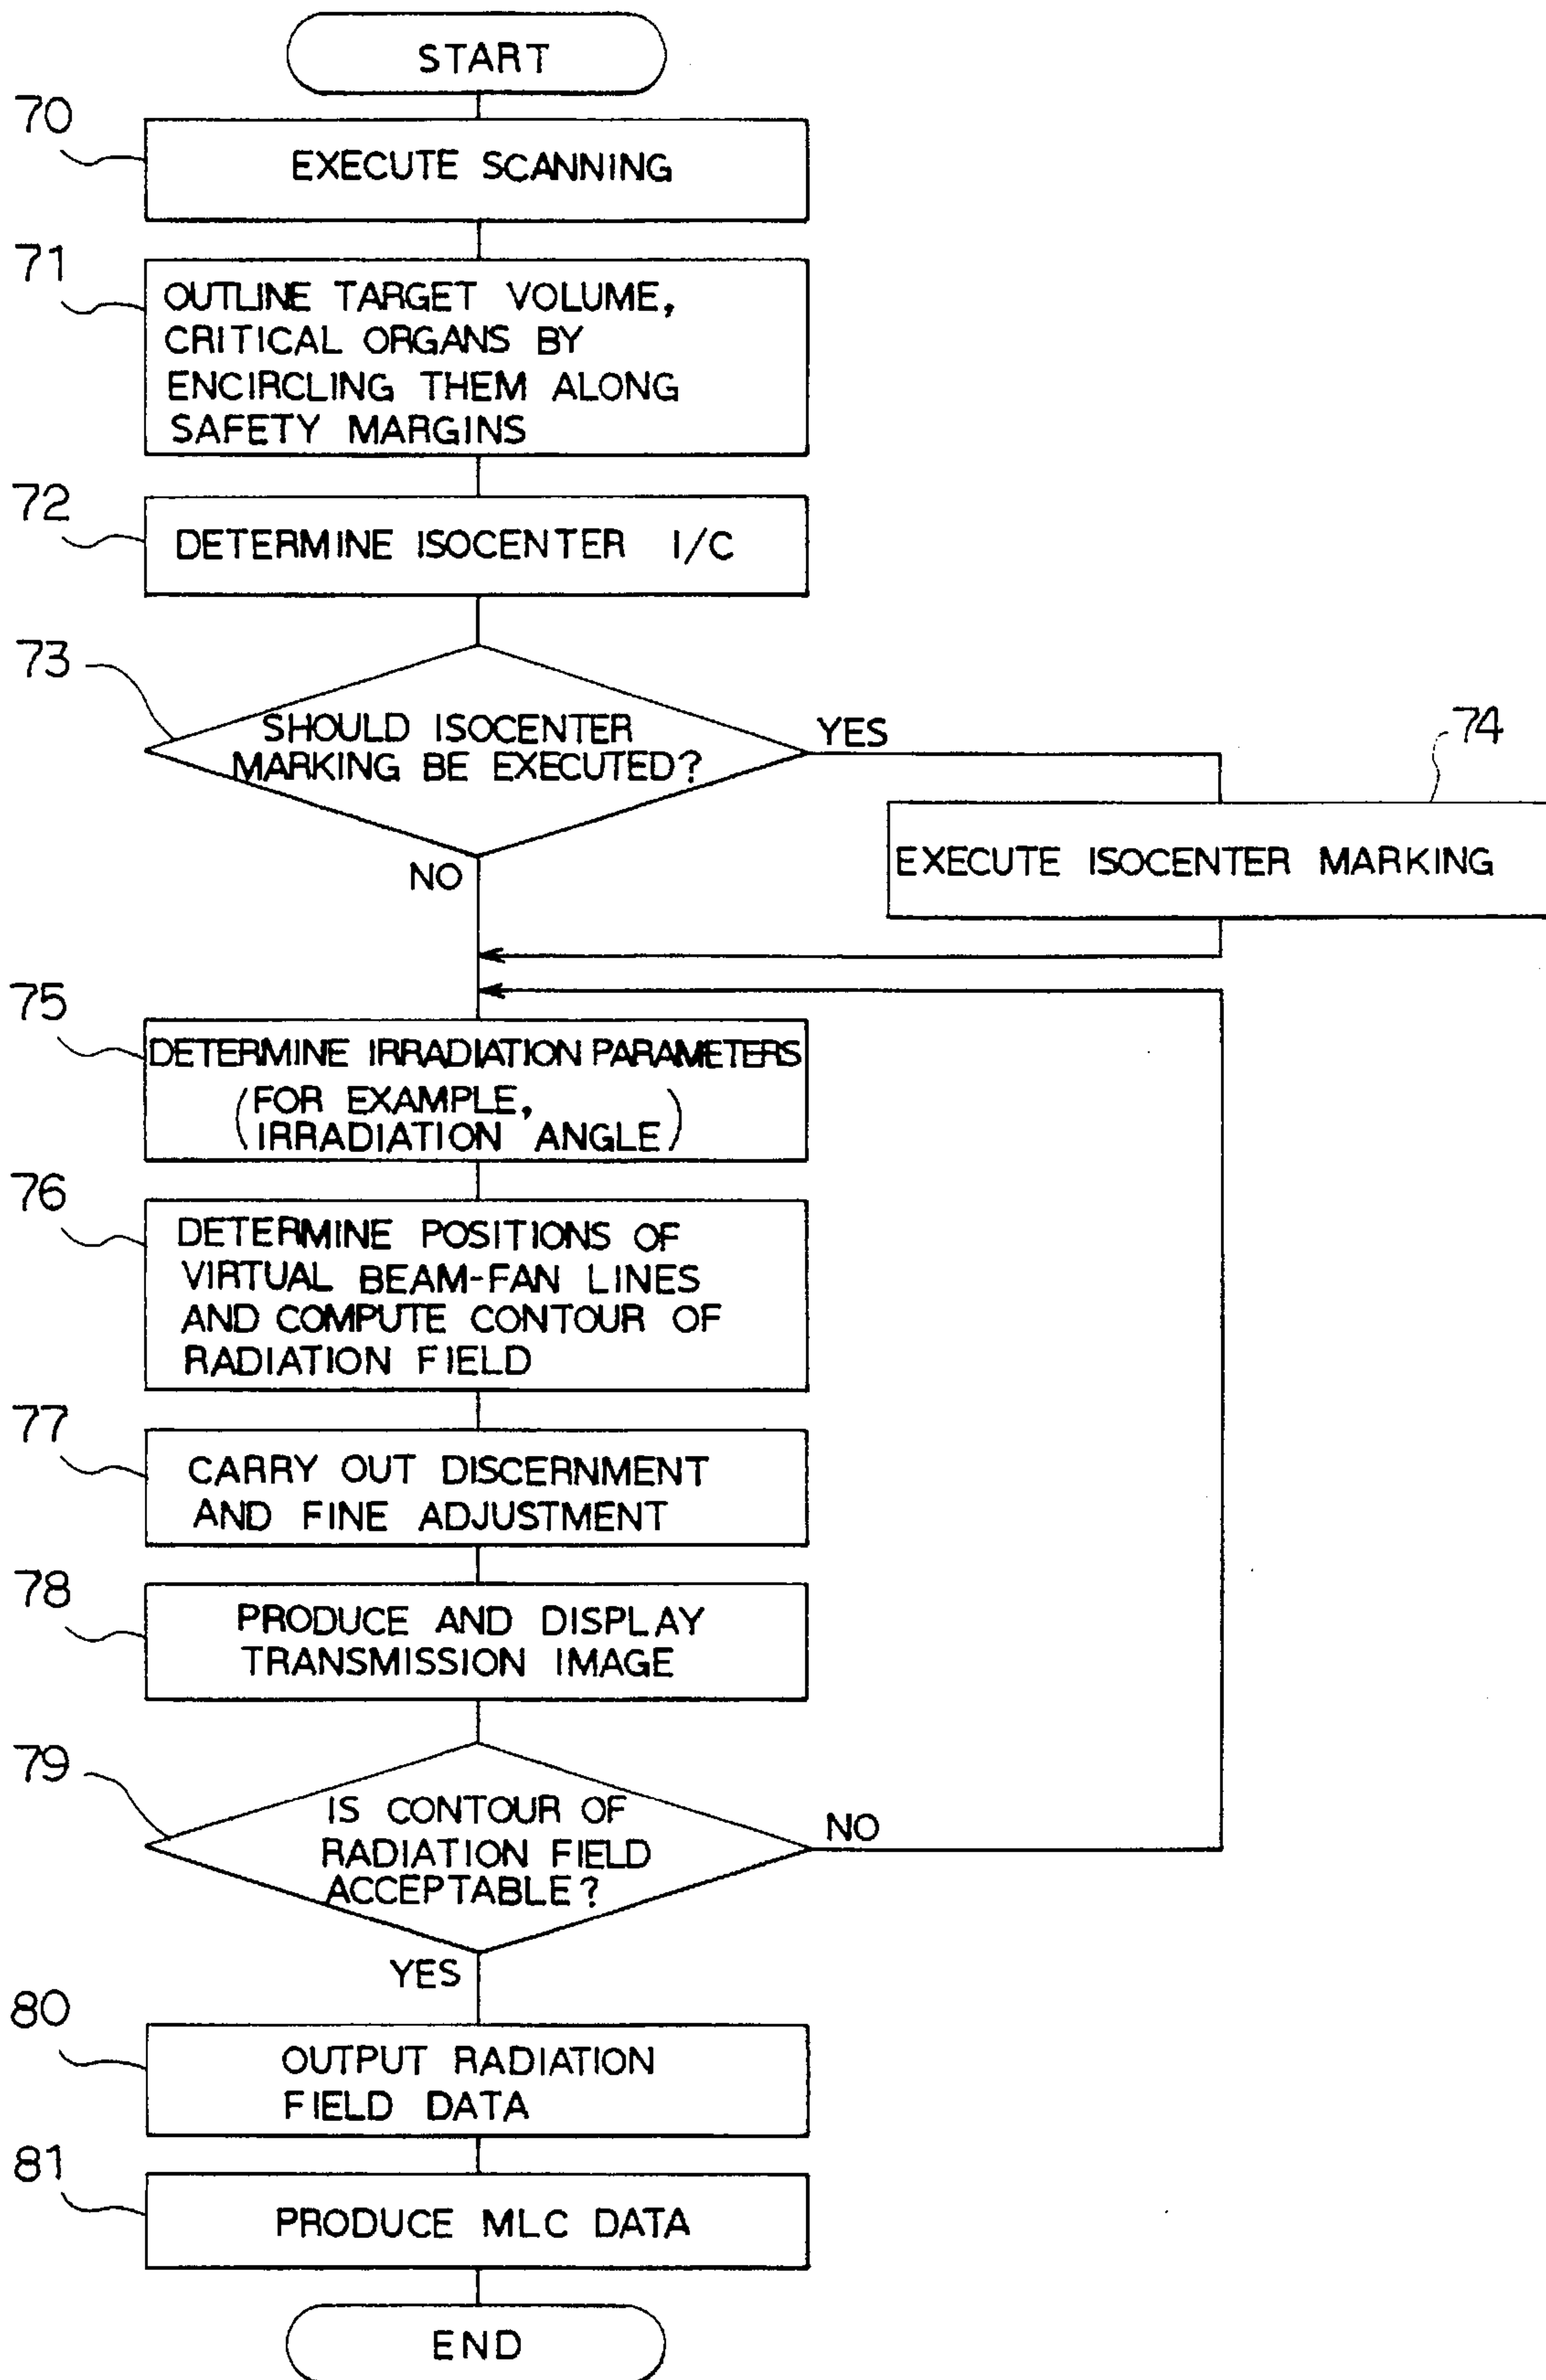 START
70
EXECUTE SCANNING
71
OUTLINE TARGET VOLUME,
CRITICAL ORGANS BY
ENCIRCLING THEM ALONG
SAFETY MARGINS
72
DETERMINE ISOCENTER I/C
73
SHOULD ISOCENTER
MARKING BE EXECUTED?
YES
74
EXECUTE ISOCENTER MARKING
NO
75
DETERMINE IRRADIATION PARAMETERS
(FOR EXAMPLE,
IRRADIATION ANGLE)
76
DETERMINE POSITIONS OF
VIRTUAL BEAM-FAN LINES
AND COMPUTE CONTOUR OF
RADIATION FIELD
77
CARRY OUT DISCERNMENT
AND FINE ADJUSTMENT
78
PRODUCE AND DISPLAY
TRANSMISSION IMAGE
79
IS CONTOUR OF
RADIATION FIELD
ACCEPTABLE?
NO
YES
80
OUTPUT RADIATION
FIELD DATA
81
PRODUCE MLC DATA
END